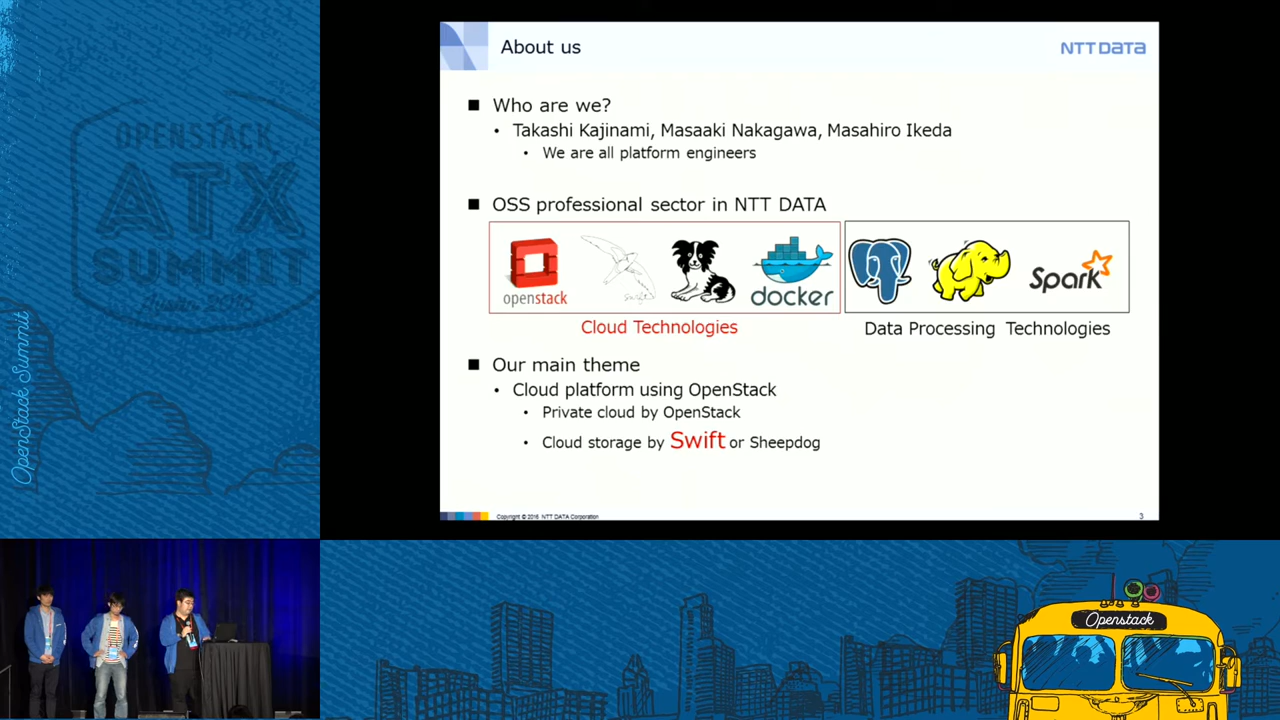 About us
NTT DATA
■ Who are we?
• Takashi Kajinami, Masaaki Nakagawa, Masahiro Ikeda
• We are all platform engineers
■ OSS professional sector in NTT DATA
openstack
docker
Spark
Cloud Technologies
Data Processing Technologies
■ Our main theme
• Cloud platform using OpenStack
• Private cloud by OpenStack
• Cloud storage by Swift or Sheepdog
Copyright © 2016 NTT DATA Corporation
3
OPENSTACK
ATX
SUMMIT
Austin
OpenStack Summit
Openstack